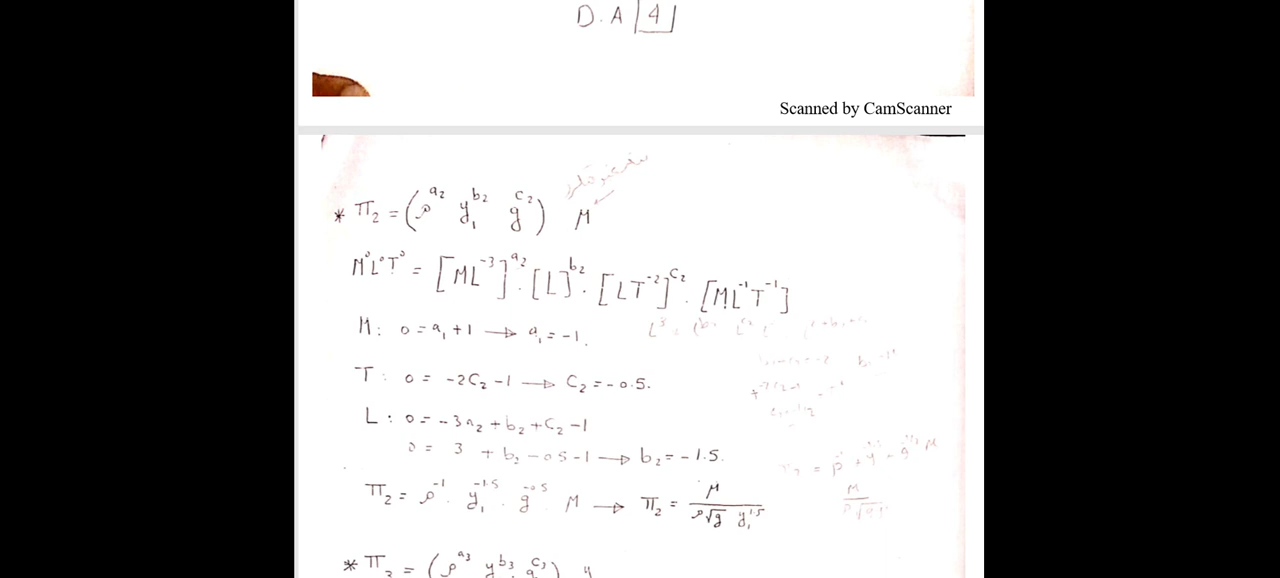 D.A 4
Scanned by CamScanner
* π₂ = (ρ^a₂ y₁^b₂ g^c₂) μ
M⁰L⁰T⁰ = [ML⁻³]^a₂ . [L]^b₂ . [LT⁻²]^c₂ . [ML⁻¹T⁻¹]
M: 0 = a₁ + 1 → a₁ = -1.
T: 0 = -2C₂ - 1 → C₂ = -0.5.
L: 0 = -3a₂ + b₂ + C₂ - 1
0 = 3 + b₂ - 0.5 - 1 → b₂ = -1.5.
π₂ = ρ⁻¹ . y₁^-1.5 . g^-0.5 μ → π₂ = μ / (ρ√g y₁^1.5)
* π₃ = (ρ^a₃ y^b₃ g^c₃) y